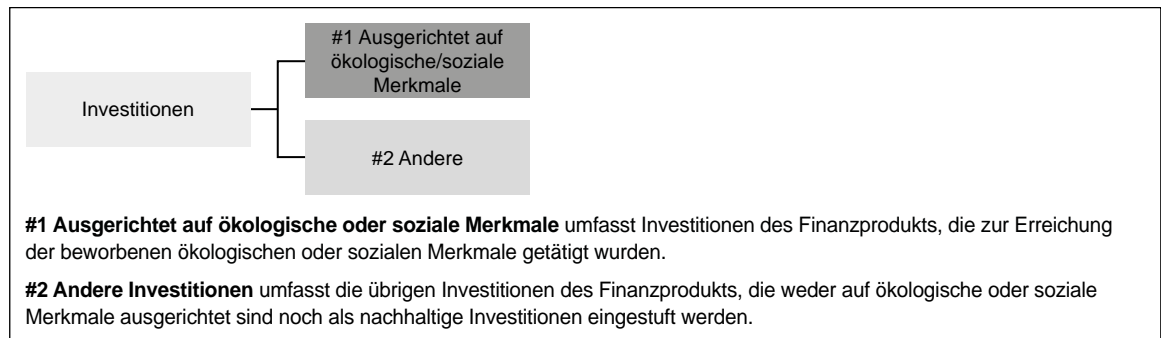 #1 Ausgerichtet auf
ökologische/soziale
Merkmale
Investitionen
#2 Andere
#1 Ausgerichtet auf ökologische oder soziale Merkmale umfasst Investitionen des Finanzprodukts, die zur Erreichung
der beworbenen ökologischen oder sozialen Merkmale getätigt wurden.
#2 Andere Investitionen umfasst die übrigen Investitionen des Finanzprodukts, die weder auf ökologische oder soziale
Merkmale ausgerichtet sind noch als nachhaltige Investitionen eingestuft werden.